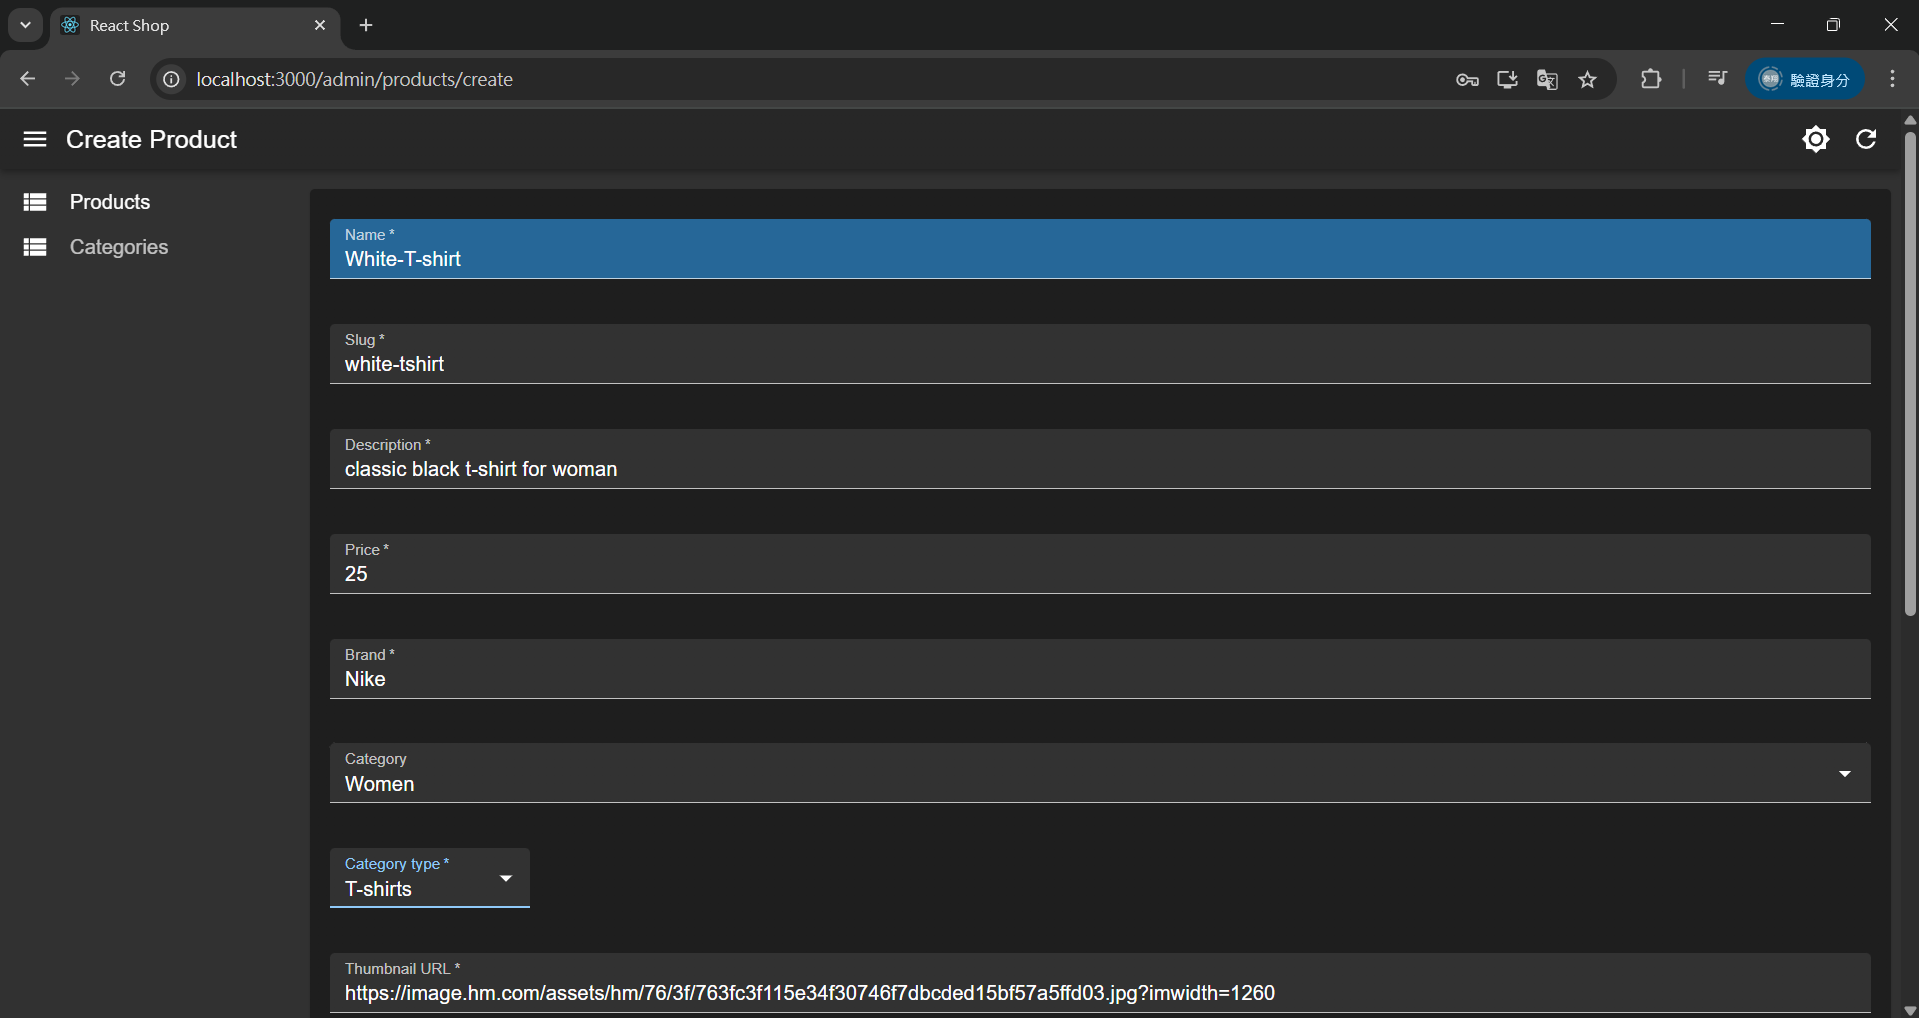 React Shop
localhost:3000/admin/products/create
驗證身分
Create Product
Products
Categories
Name *
White-T-shirt
Slug *
white-tshirt
Description *
classic black t-shirt for woman
Price *
25
Brand *
Nike
Category
Women
Category type *
T-shirts
Thumbnail URL *
https://image.hm.com/assets/hm/76/3f/763fc3f115e34f30746f7dbcded15bf57a5ffd03.jpg?imwidth=1260